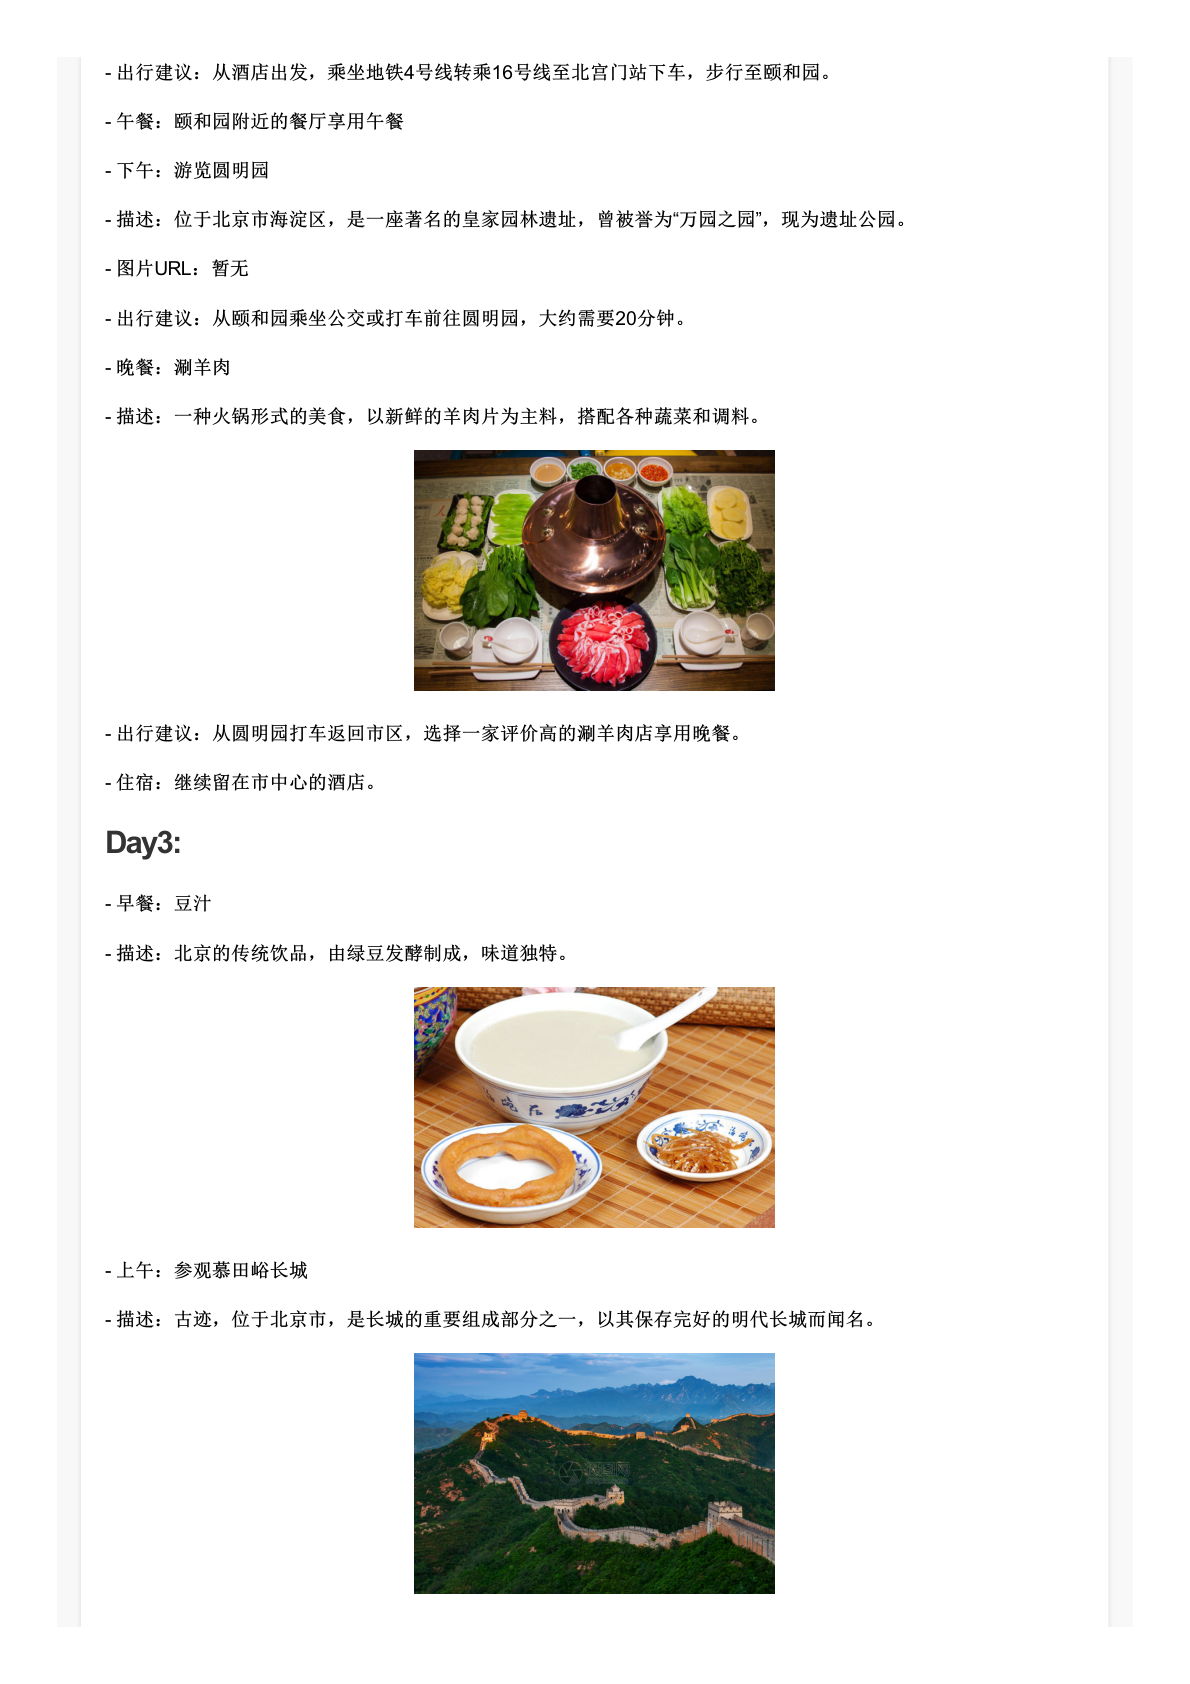 - 出行建议：从酒店出发，乘坐地铁4号线转乘16号线至北宫门站下车，步行至颐和园。
- 午餐：颐和园附近的餐厅享用午餐
- 下午：游览圆明园
- 描述：位于北京市海淀区，是一座著名的皇家园林遗址，曾被誉为“万园之园”，现为遗址公园。
- 图片URL：暂无
- 出行建议：从颐和园乘坐公交或打车前往圆明园，大约需要20分钟。
- 晚餐：涮羊肉
- 描述：一种火锅形式的美食，以新鲜的羊肉片为主料，搭配各种蔬菜和调料。
- 出行建议：从圆明园打车返回市区，选择一家评价高的涮羊肉店享用晚餐。
- 住宿：继续留在市中心的酒店。
Day3:
- 早餐：豆汁
- 描述：北京的传统饮品，由绿豆发酵制成，味道独特。
- 上午：参观慕田峪长城
- 描述：古迹，位于北京市，是长城的重要组成部分之一，以其保存完好的明代长城而闻名。